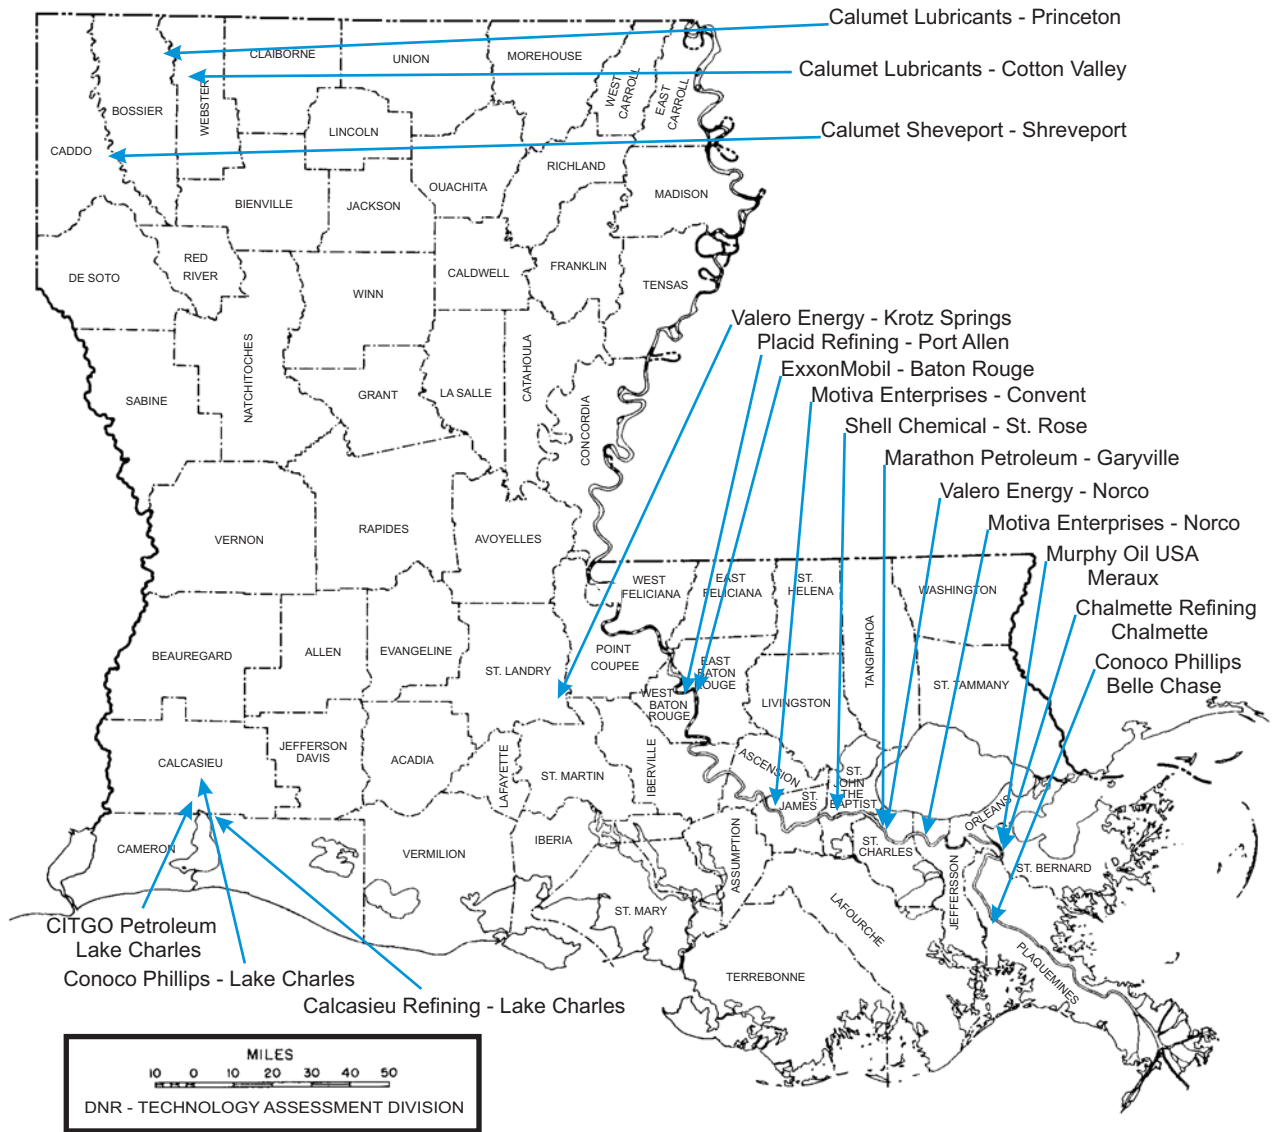 Calumet Lubricants - Princeton
Calumet Lubricants - Cotton Valley
Calumet Sheveport - Shreveport
CLAIBORNE
UNION
MOREHOUSE
WEST
CARROLL
EAST
CARROLL
BOSSIER
WEBSTER
CADDO
LINCOLN
RICHLAND
OUACHITA
MADISON
BIENVILLE
JACKSON
RED
RIVER
DE SOTO
CALDWELL
FRANKLIN
TENSAS
WINN
NATCHITOCHES
CATAHOULA
SABINE
GRANT
LA SALLE
CONCORDIA
Valero Energy - Krotz Springs
Placid Refining - Port Allen
ExxonMobil - Baton Rouge
Motiva Enterprises - Convent
Shell Chemical - St. Rose
Marathon Petroleum - Garyville
Valero Energy - Norco
Motiva Enterprises - Norco
Murphy Oil USA
Meraux
Chalmette Refining
Chalmette
Conoco Phillips
Belle Chase
VERNON
RAPIDES
AVOYELLES
WEST
FELICIANA
EAST
FELICIANA
ST.
HELENA
WASHINGTON
TANGIPAHOA
BEAUREGARD
ALLEN
EVANGELINE
ST. LANDRY
POINT
COUPEE
EAST
BATON
ROUGE
WEST
BATON
ROUGE
LIVINGSTON
ST. TAMMANY
CALCASIEU
JEFFERSON
DAVIS
ACADIA
LAFAYETTE
ST. MARTIN
IBERVILLE
ASCENSION
ST.
JAMES
ST.
JOHN
THE
BAPTIST
ORLEANS
CAMERON
VERMILION
IBERIA
ASSUMPTION
ST.
CHARLES
JEFFERSSON
ST. BERNARD
ST. MARY
LAFOURCHE
TERREBONNE
PLAQUEMINES
CITGO Petroleum
Lake Charles
Conoco Phillips - Lake Charles
Calcasieu Refining - Lake Charles
MILES
10 0 10 20 30 40 50
DNR - TECHNOLOGY ASSESSMENT DIVISION